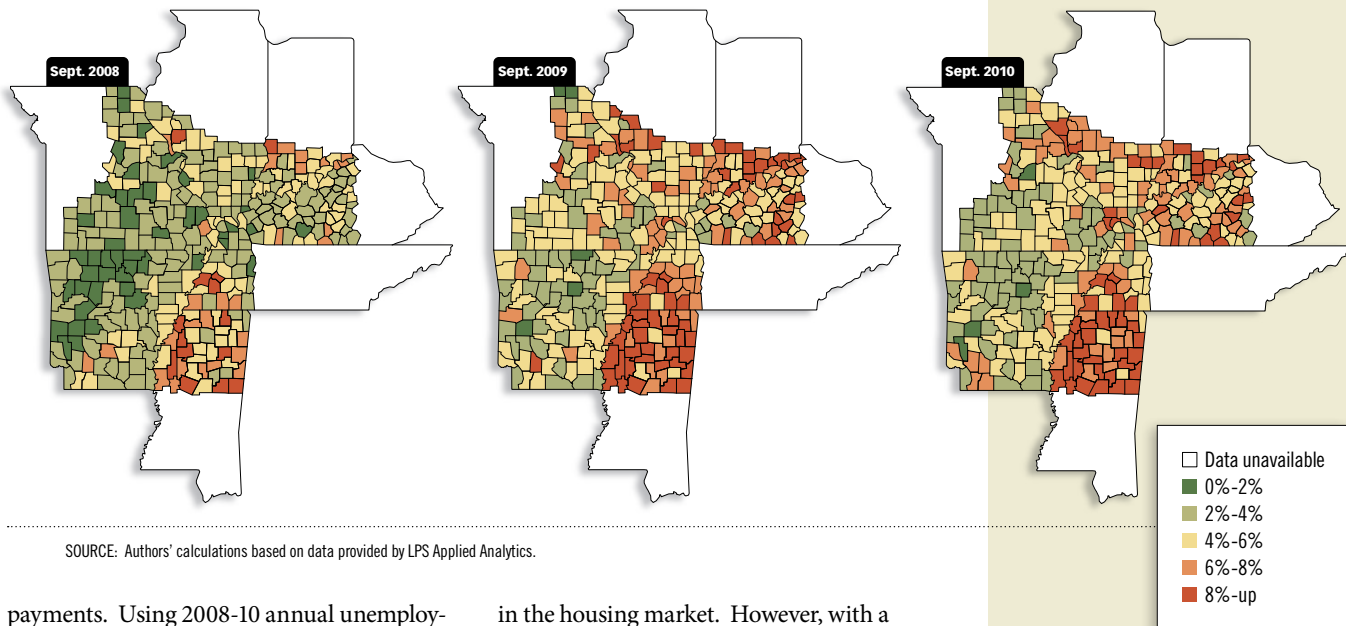 Sept. 2008
Sept. 2009
Sept. 2010
Data unavailable
0%-2%
2%-4%
4%-6%
6%-8%
8%-up
SOURCE: Authors’ calculations based on data provided by LPS Applied Analytics.
payments. Using 2008-10 annual unemploy-
in the housing market. However, with a